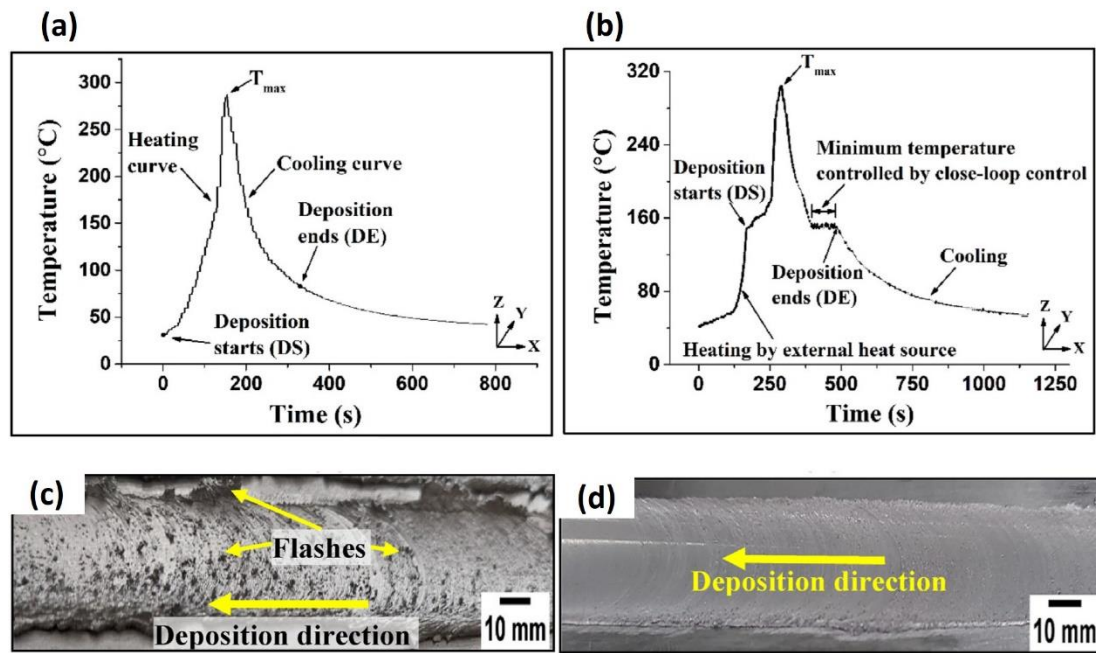 (a)
(b)
300
250
200
150
100
50
0
Temperature (°C)
Tmax
Heating
curve
Cooling curve
Deposition
ends (DE)
Deposition
starts (DS)
Z
Y
X
0 200 400 600 800
Time (s)
320
240
160
80
0
Temperature (°C)
Tmax
Deposition
starts (DS)
Minimum temperature
controlled by close-loop control
Deposition
ends (DE)
Cooling
Heating by external heat source
Z
Y
X
0 250 500 750 1000 1250
Time (s)
(c)
Flashes
Deposition direction
10 mm
(d)
Deposition direction
10 mm